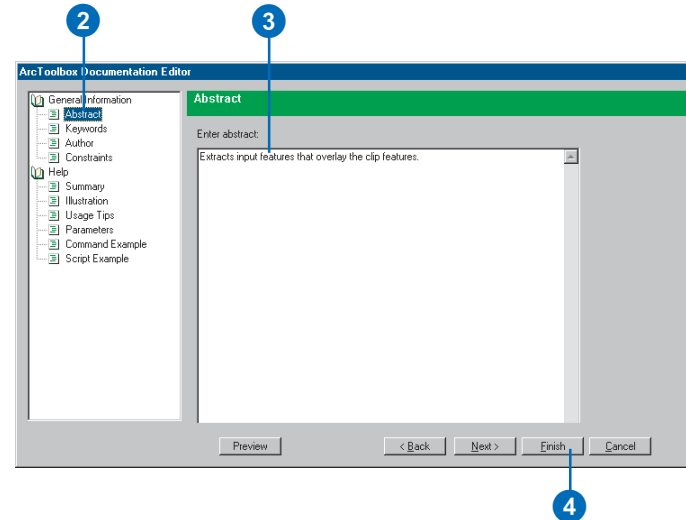 2
3
ArcToolbox Documentation Editor
General Information
Abstract
Keywords
Author
Constraints
Help
Summary
Illustration
Usage Tips
Parameters
Command Example
Script Example
Abstract
Enter abstract:
Extracts input features that overlay the clip features.
Preview
< Back
Next >
Finish
Cancel
4